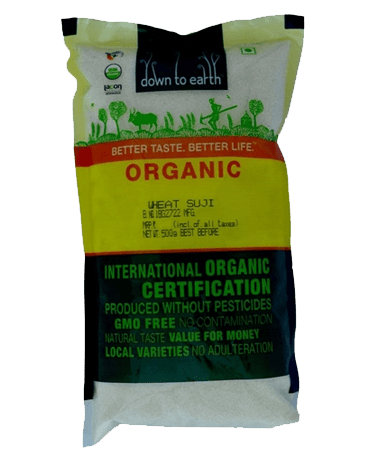 down to earth
BETTER TASTE. BETTER LIFE.
ORGANIC
WHEAT SUJI
MFG
(incl.of all taxes)
NET WT.500g BEST BEFORE
INTERNATIONAL ORGANIC
CERTIFICATION
PRODUCED WITHOUT PESTICIDES
GMO FREE NO CONTAMINATION
NATURAL TASTE VALUE FOR MONEY
LOCAL VARIETIES NO ADULTERATION